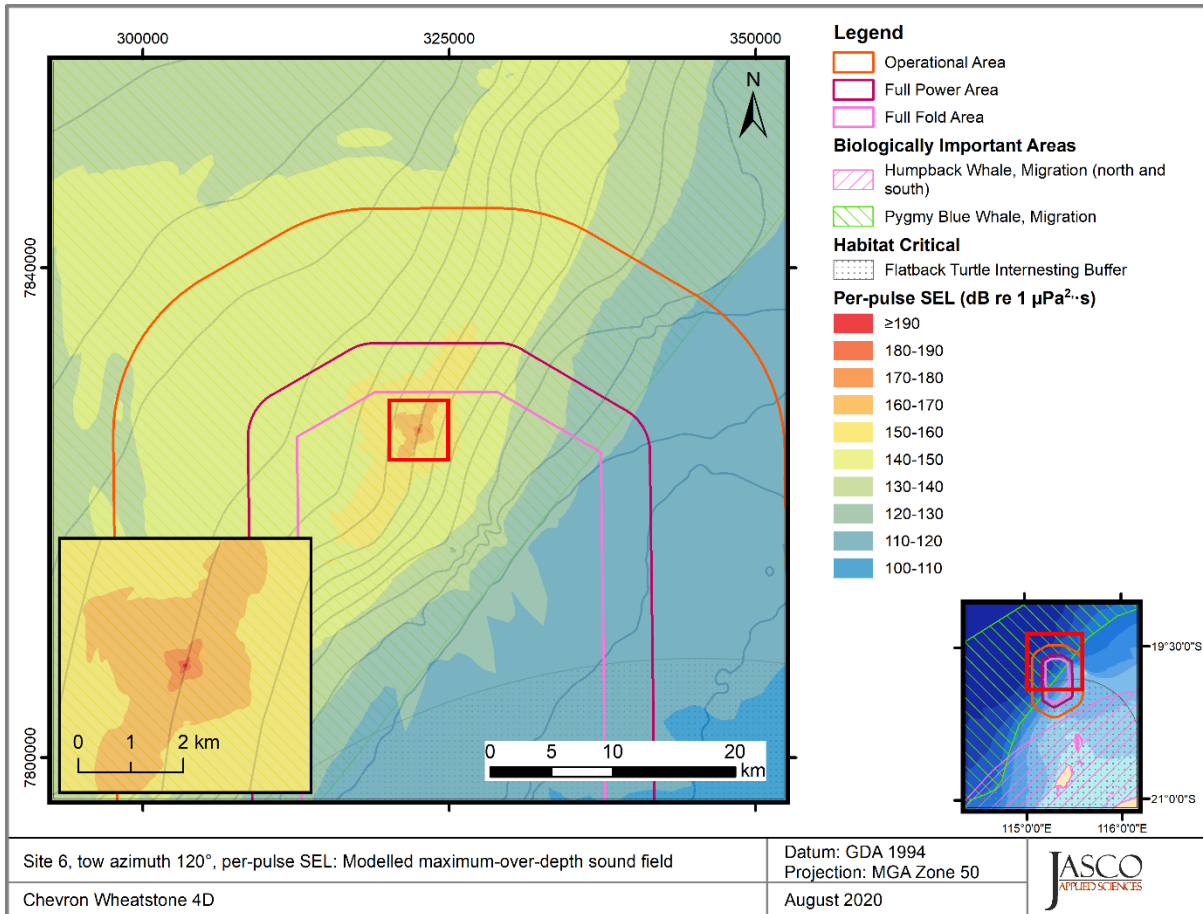 300000
325000
350000
7840000
7800000
N
0 1 2 km
0 5 10 20
km
Legend
Operational Area
Full Power Area
Full Fold Area
Biologically Important Areas
Humpback Whale, Migration (north and
south)
Pygmy Blue Whale, Migration
Habitat Critical
Flatback Turtle Internesting Buffer
Per-pulse SEL (dB re 1 µPa²·s)
≥190
180-190
170-180
160-170
150-160
140-150
130-140
120-130
110-120
100-110
19°30'0"S
21°0'0"S
115°0'0"E
116°0'0"E
Site 6, tow azimuth 120°, per-pulse SEL: Modelled maximum-over-depth sound field
Chevron Wheatstone 4D
Datum: GDA 1994
Projection: MGA Zone 50
August 2020
JASCO
APPLIED SCIENCES